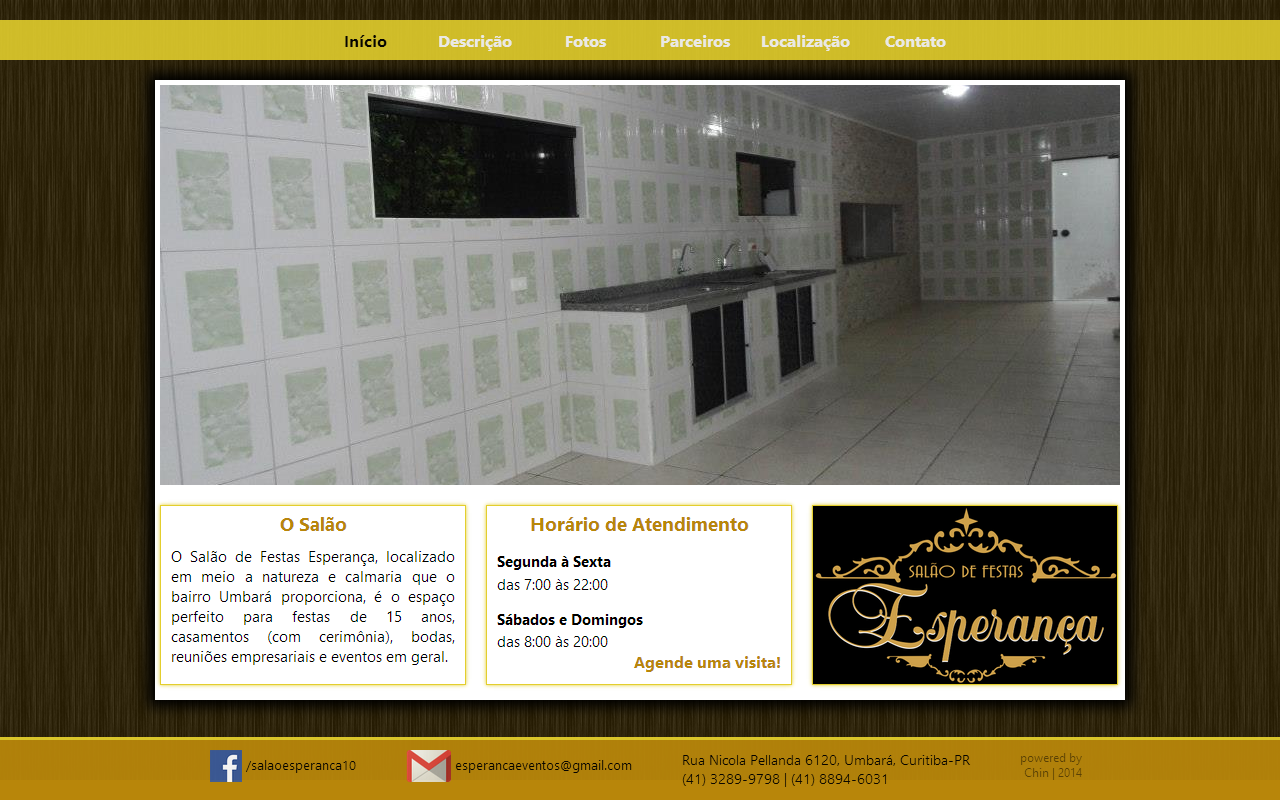 Início Descrição Fotos Parceiros Localização Contato
O Salão
O Salão de Festas Esperança, localizado
em meio a natureza e calmaria que o
bairro Umbará proporciona, é o espaço
perfeito para festas de 15 anos,
casamentos (com cerimônia), bodas,
reuniões empresariais e eventos em geral.
Horário de Atendimento
Segunda à Sexta
das 7:00 às 22:00
Sábados e Domingos
das 8:00 às 20:00
Agende uma visita!
SALÃO DE FESTAS
Esperança
/salaoesperanca10
esperancaeventos@gmail.com
Rua Nicola Pellanda 6120, Umbará, Curitiba-PR
(41) 3289-9798 | (41) 8894-6031
powered by
Chin | 2014